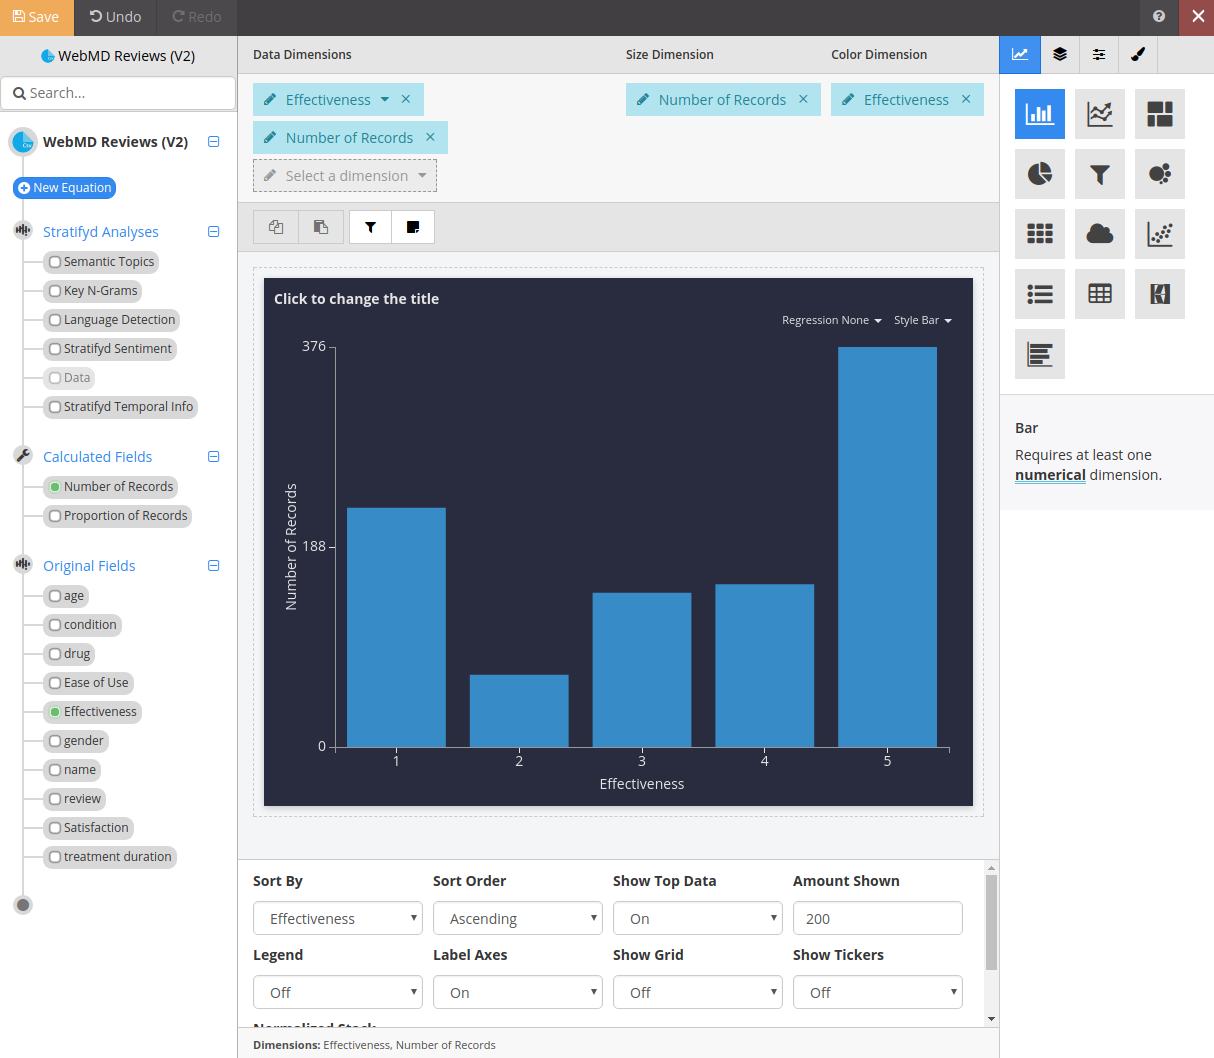 Save
Undo
Redo
WebMD Reviews (V2)
Search...
WebMD Reviews (V2)
New Equation
Stratifyd Analyses
Semantic Topics
Key N-Grams
Language Detection
Stratifyd Sentiment
Data
Stratifyd Temporal Info
Calculated Fields
Number of Records
Proportion of Records
Original Fields
age
condition
drug
Ease of Use
Effectiveness
gender
name
review
Satisfaction
treatment duration
Data Dimensions
Size Dimension
Color Dimension
Effectiveness
Number of Records
Effectiveness
Number of Records
Select a dimension
Click to change the title
Regression None
Style Bar
376
188
0
Number of Records
1
2
3
4
5
Effectiveness
Sort By
Sort Order
Show Top Data
Amount Shown
Effectiveness
Ascending
On
200
Legend
Label Axes
Show Grid
Show Tickers
Off
On
Off
Off
Normalized Stack
Dimensions: Effectiveness, Number of Records
Bar
Requires at least one
numerical dimension.